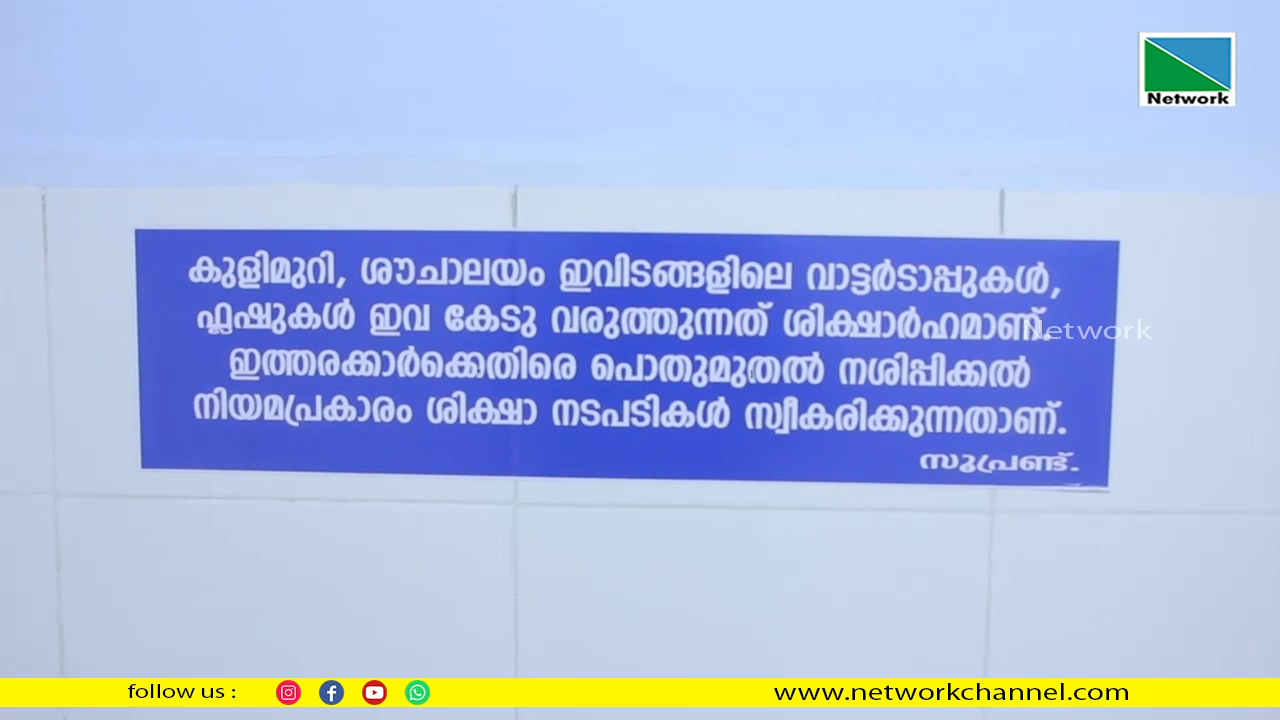 Network
കുളിമുറി, ശൗചാലയം ഇവിടങ്ങളിലെ വാട്ടർടാപ്പുകൾ,
ഫ്ലഷുകൾ ഇവ കേടു വരുത്തുന്നത് ശിക്ഷാർഹമാണ്.
Network
ഇത്തരക്കാർക്കെതിരെ പൊതുമുതൽ നശിപ്പിക്കൽ
നിയമപ്രകാരം ശിക്ഷാ നടപടികൾ സ്വീകരിക്കുന്നതാണ്.
സൂപ്രണ്ട്.
follow us :
www.networkchannel.com